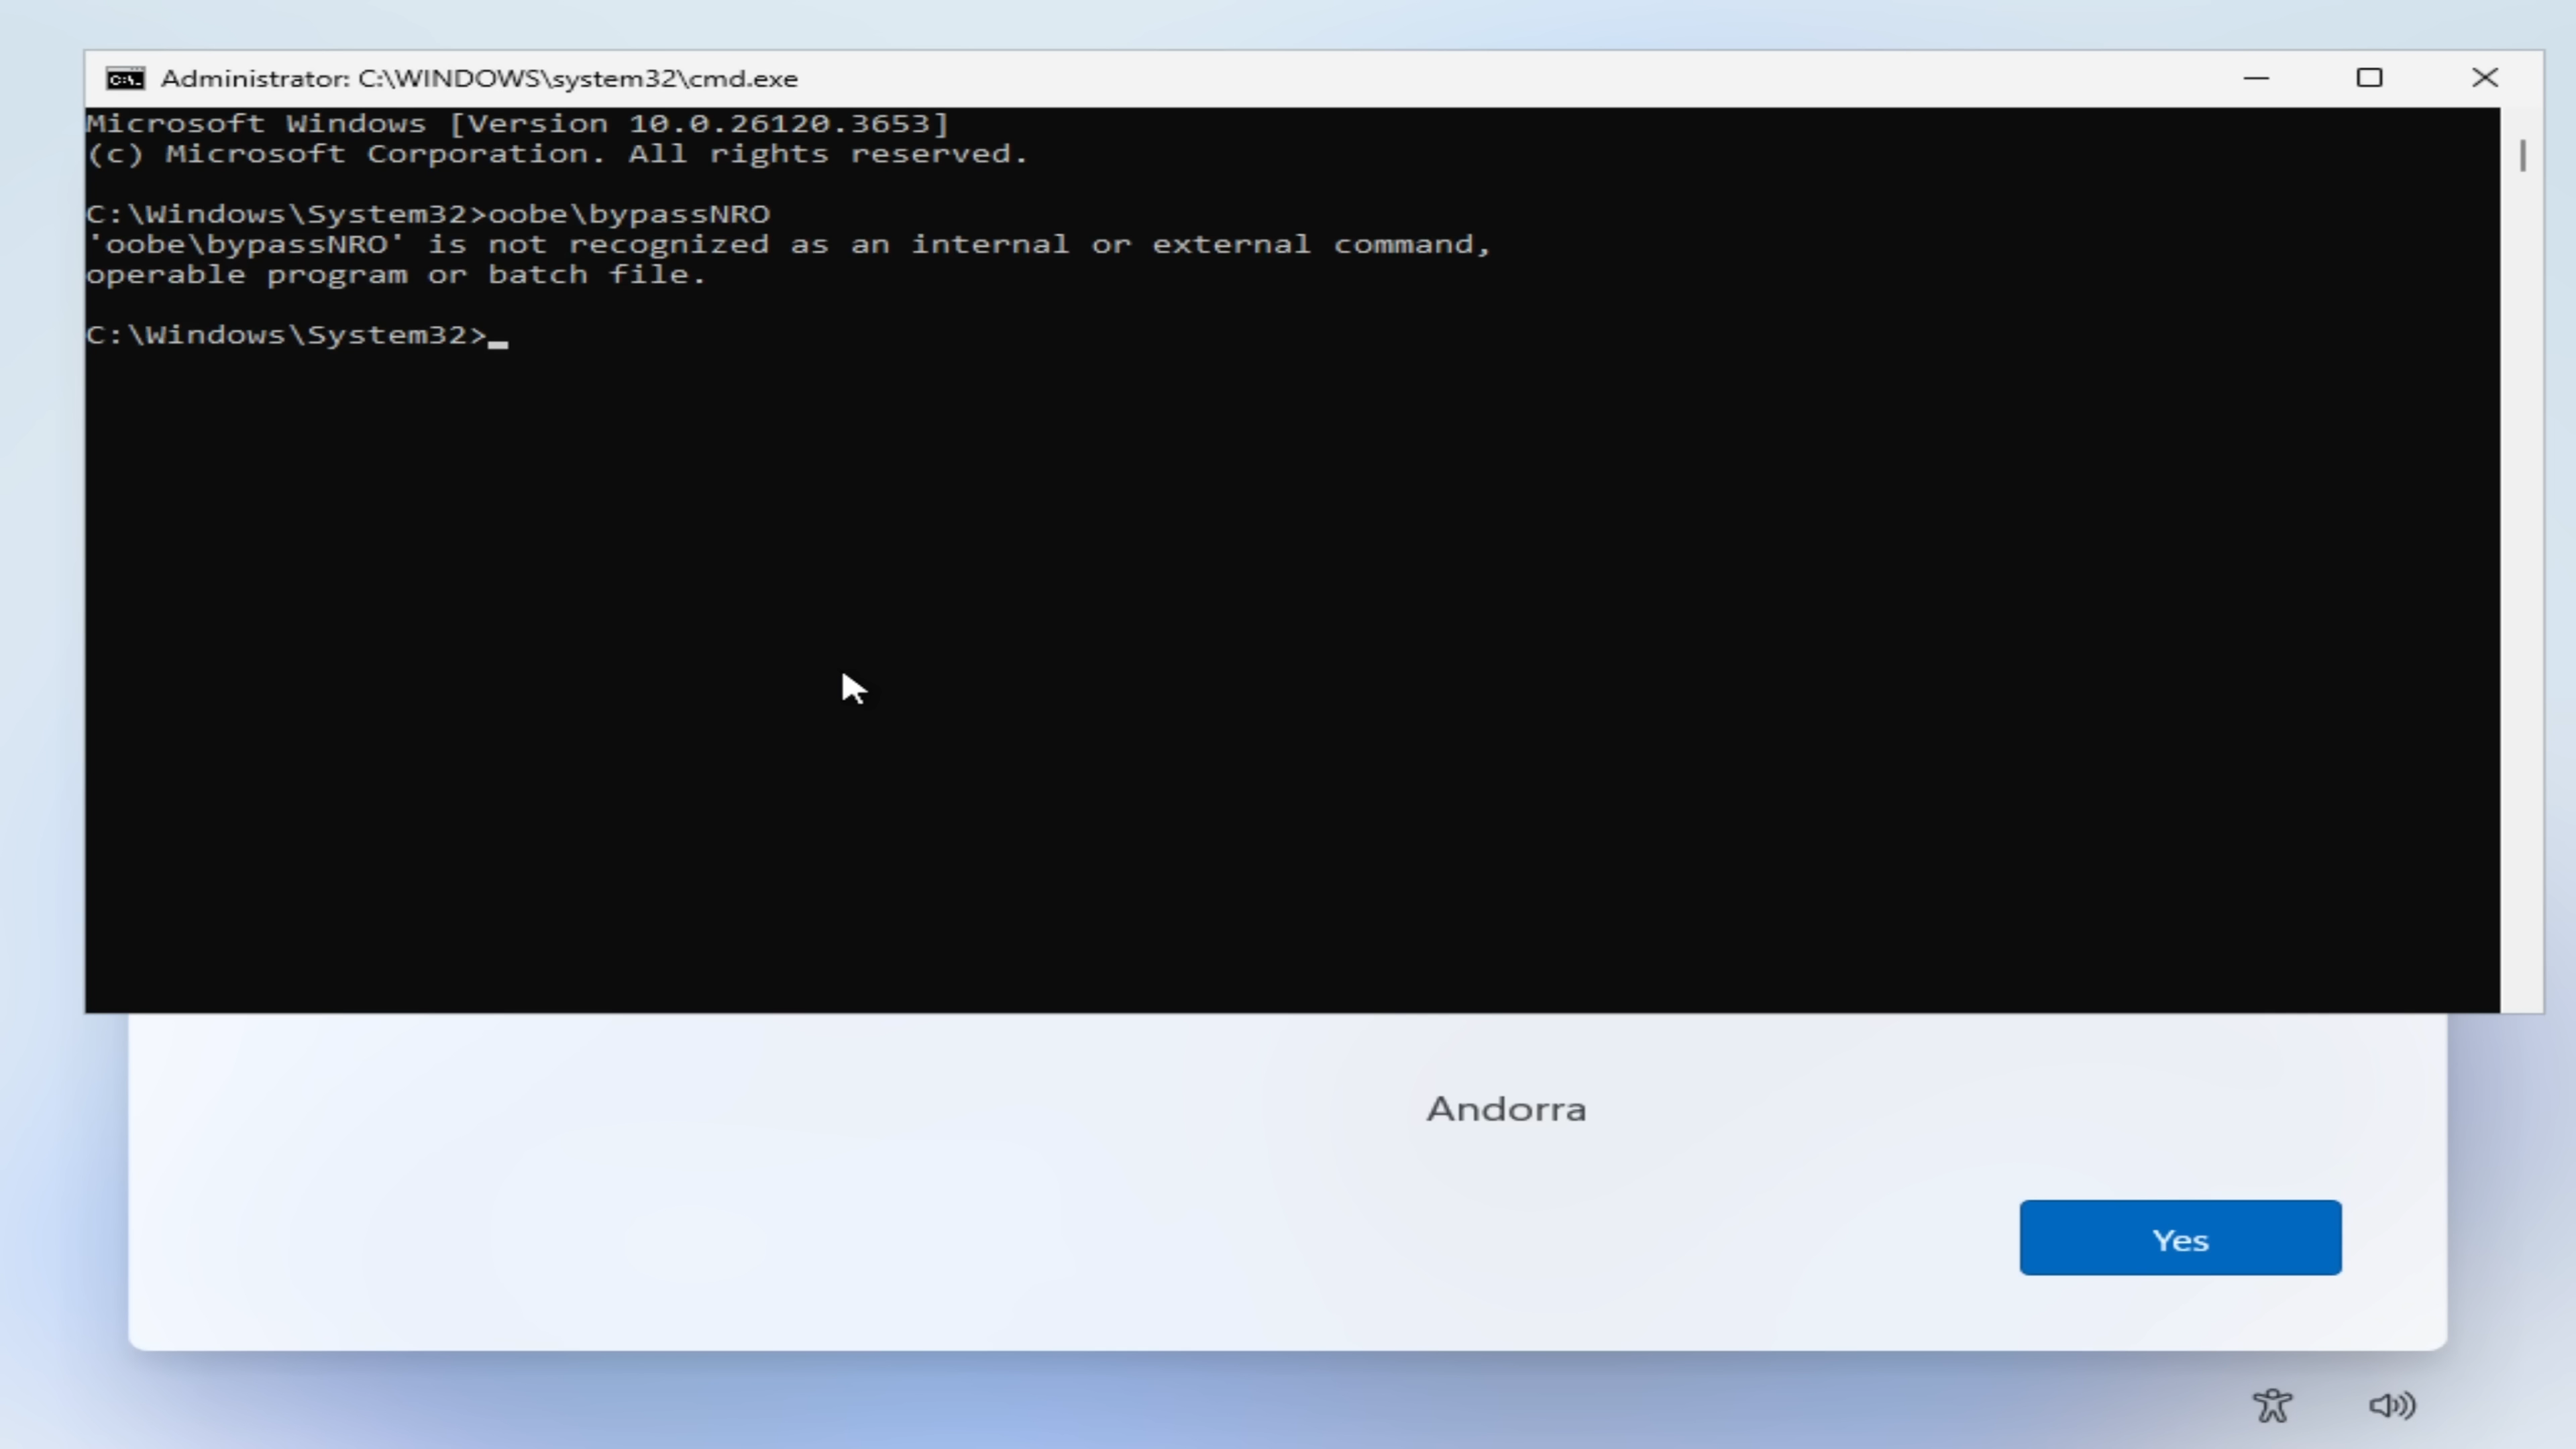 Administrator: C:\WINDOWS\system32\cmd.exe
Microsoft Windows [Version 10.0.26120.3653]
(c) Microsoft Corporation. All rights reserved.
C:\Windows\System32>oobe\bypassNRO
'oobe\bypassNRO' is not recognized as an internal or external command,
operable program or batch file.
C:\Windows\System32>
Andorra
Yes